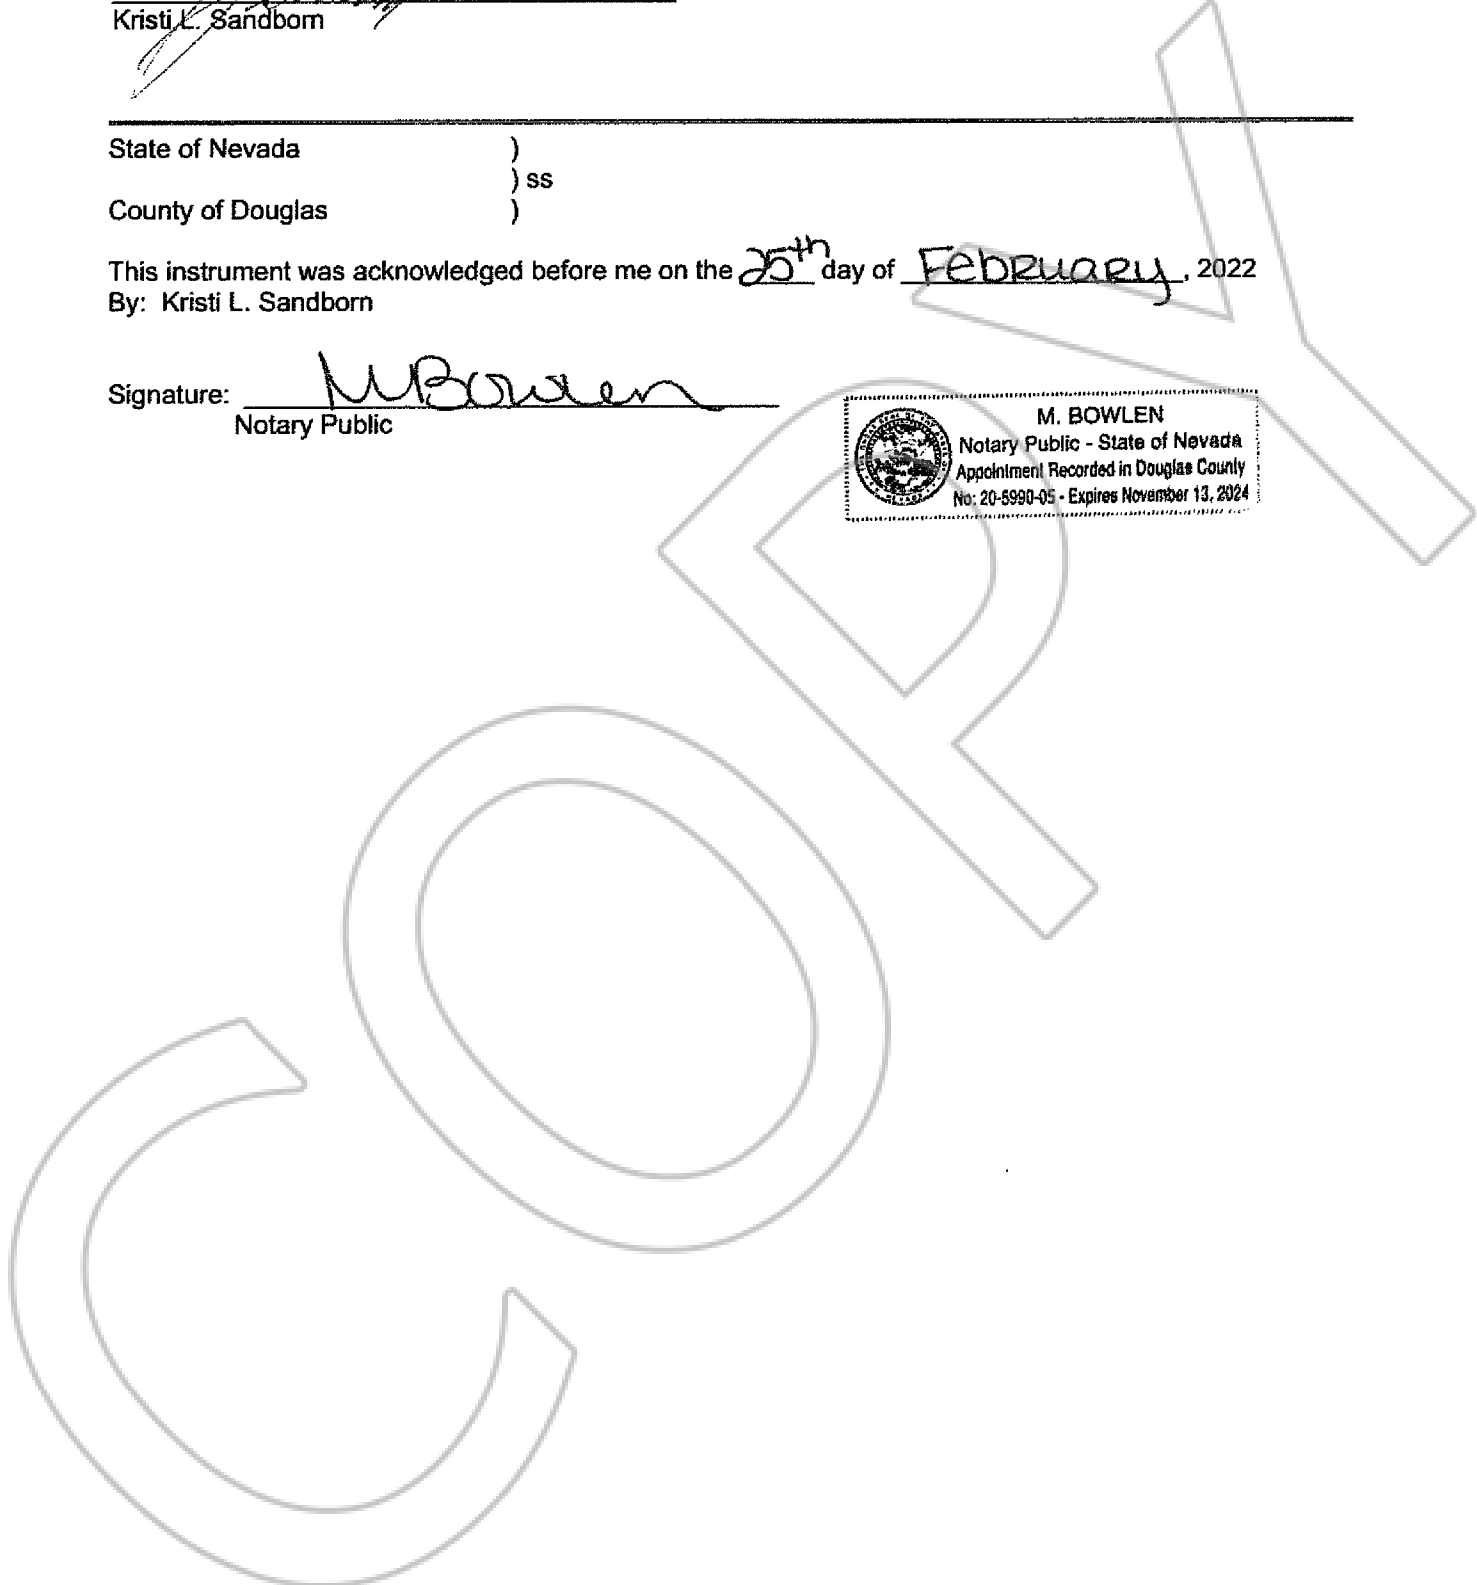 Kristi L. Sandborn
State of Nevada )
) ss
County of Douglas )
This instrument was acknowledged before me on the 25th day of February, 2022
By: Kristi L. Sandborn
Signature: MBowlen
Notary Public
M. BOWLEN
Notary Public - State of Nevada
Appointment Recorded in Douglas County
No: 20-5990-05 - Expires November 13, 2024
COPY